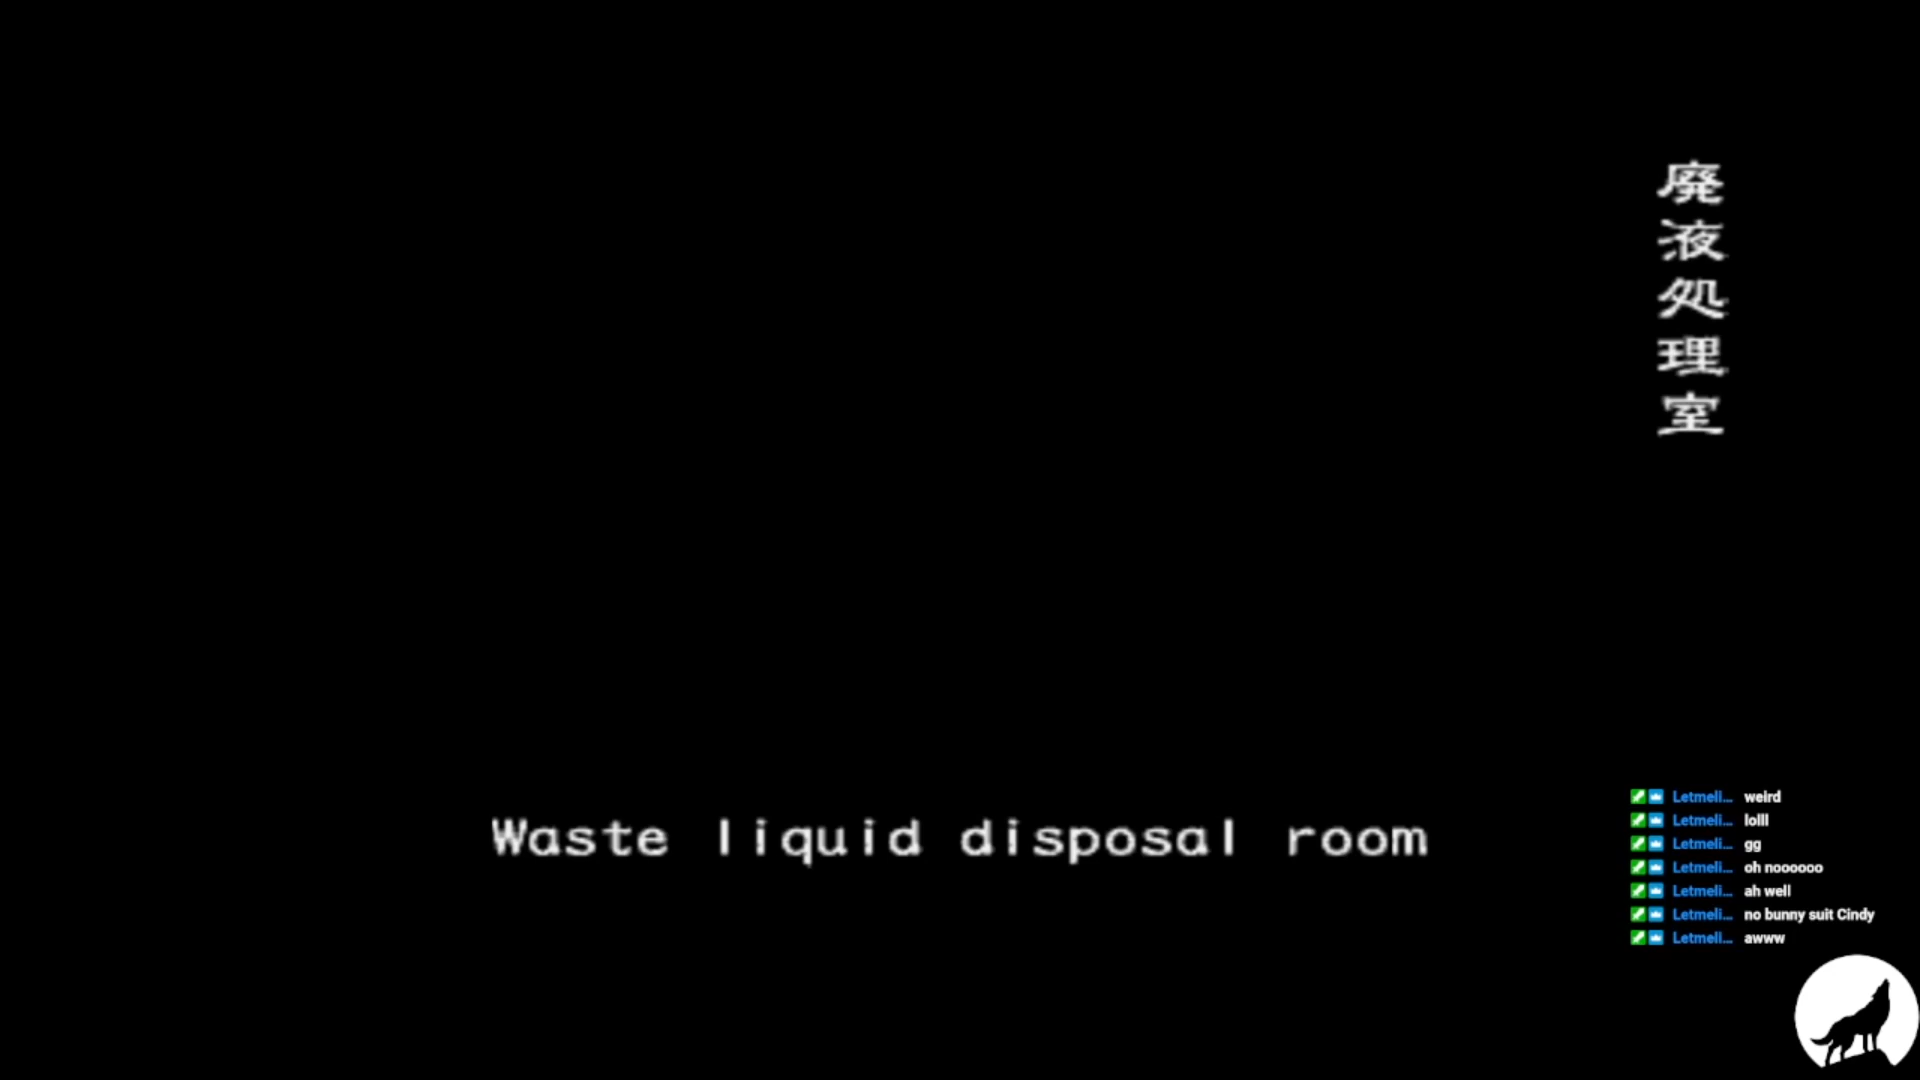 廃液処理室
Waste liquid disposal room
Letmeli... weird
Letmeli... lolll
Letmeli... gg
Letmeli... oh noooooo
Letmeli... ah well
Letmeli... no bunny suit Cindy
Letmeli... awww